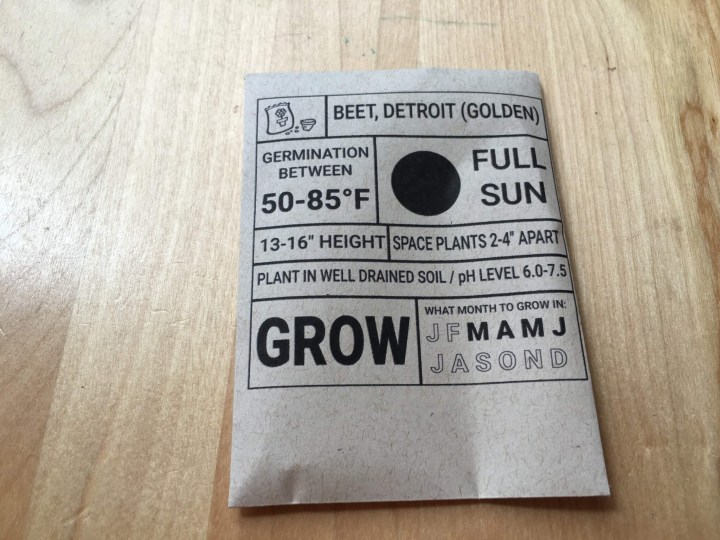 BEET, DETROIT (GOLDEN)
GERMINATION
BETWEEN
50-85°F
FULL
SUN
13-16" HEIGHT
SPACE PLANTS 2-4" APART
PLANT IN WELL DRAINED SOIL / pH LEVEL 6.0-7.5
GROW
WHAT MONTH TO GROW IN:
JFMAMJ
JASOND